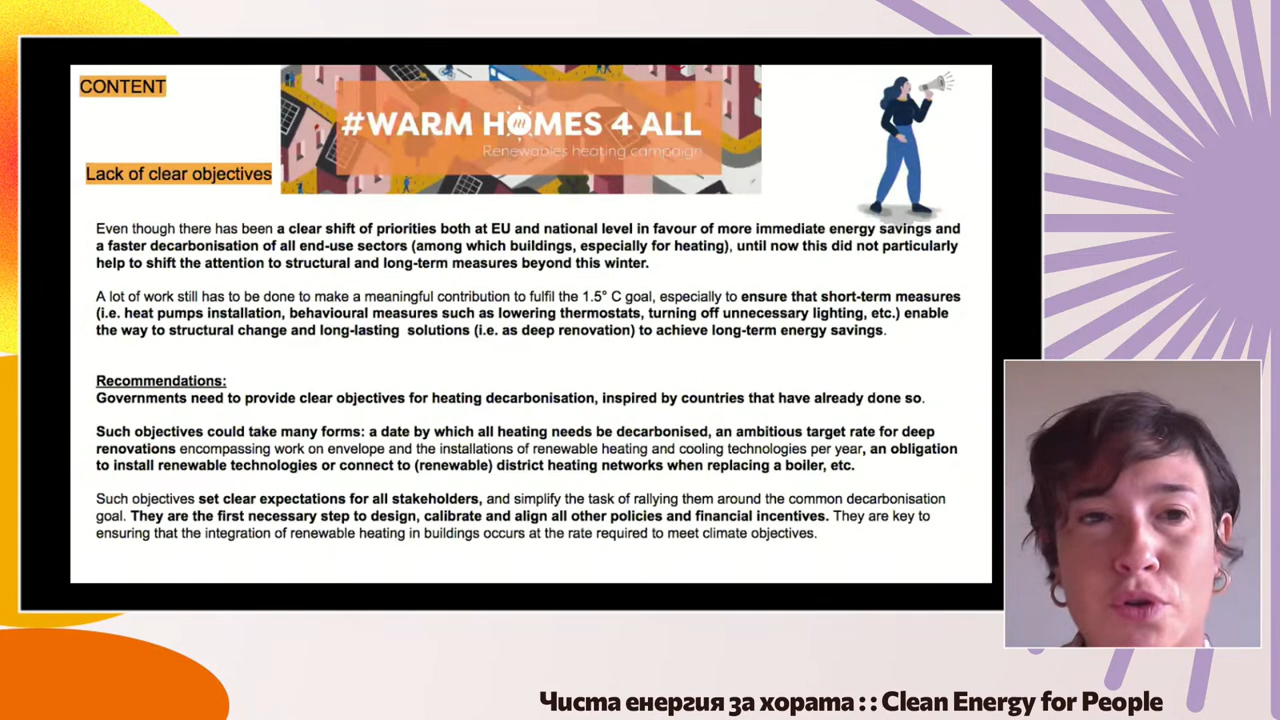 CONTENT
#WARM HOMES 4 ALL
Renewables heating campaign
Lack of clear objectives
Even though there has been a clear shift of priorities both at EU and national level in favour of more immediate energy savings and
a faster decarbonisation of all end-use sectors (among which buildings, especially for heating), until now this did not particularly
help to shift the attention to structural and long-term measures beyond this winter.
A lot of work still has to be done to make a meaningful contribution to fulfil the 1.5° C goal, especially to ensure that short-term measures
(i.e. heat pumps installation, behavioural measures such as lowering thermostats, turning off unnecessary lighting, etc.) enable
the way to structural change and long-lasting solutions (i.e. as deep renovation) to achieve long-term energy savings.
Recommendations:
Governments need to provide clear objectives for heating decarbonisation, inspired by countries that have already done so.
Such objectives could take many forms: a date by which all heating needs be decarbonised, an ambitious target rate for deep
renovations encompassing work on envelope and the installations of renewable heating and cooling technologies per year, an obligation
to install renewable technologies or connect to (renewable) district heating networks when replacing a boiler, etc.
Such objectives set clear expectations for all stakeholders, and simplify the task of rallying them around the common decarbonisation
goal. They are the first necessary step to design, calibrate and align all other policies and financial incentives. They are key to
ensuring that the integration of renewable heating in buildings occurs at the rate required to meet climate objectives.
Чиста енергия за хората :: Clean Energy for People